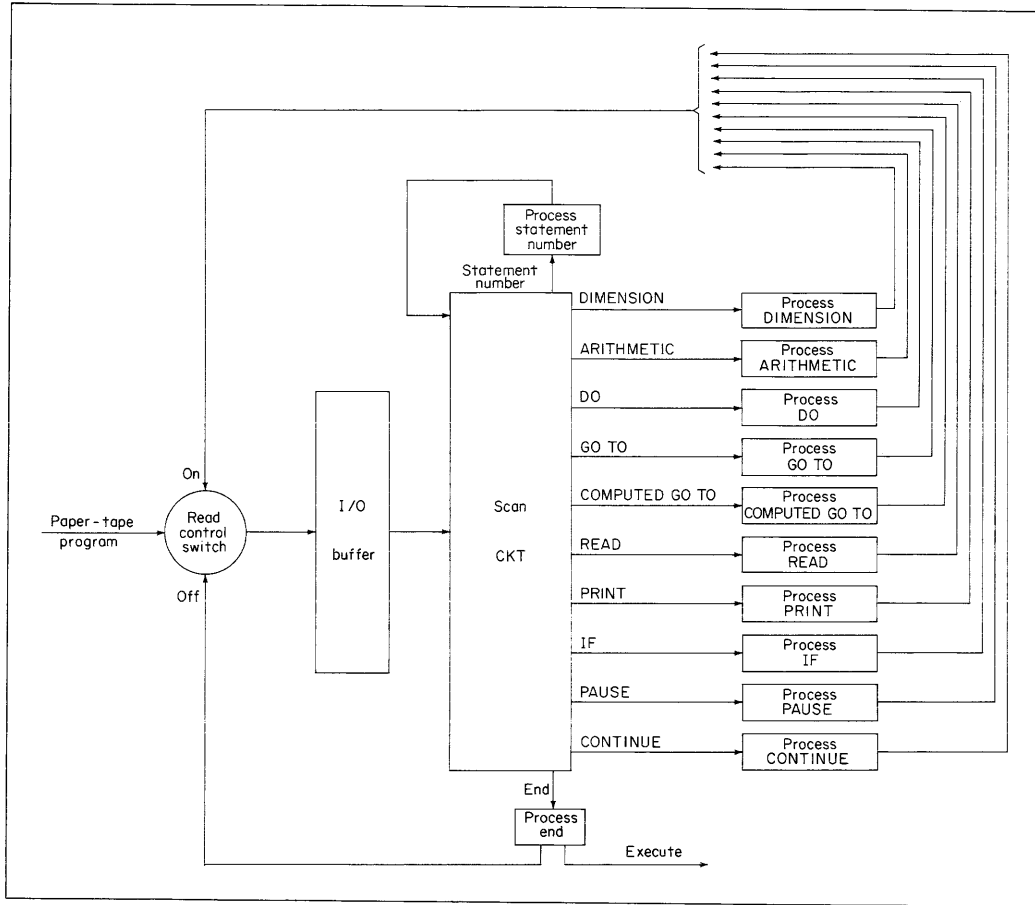 Process
statement
number
Statement
number
DIMENSION
Process
DIMENSION
ARITHMETIC
Process
ARITHMETIC
DO
Process
DO
GO TO
Process
GO TO
On
COMPUTED GO TO
Process
COMPUTED GO TO
Paper-tape
program
Read
control
switch
I/O
buffer
Scan
CKT
READ
Process
READ
Off
PRINT
Process
PRINT
IF
Process
IF
PAUSE
Process
PAUSE
CONTINUE
Process
CONTINUE
End
Process
end
Execute